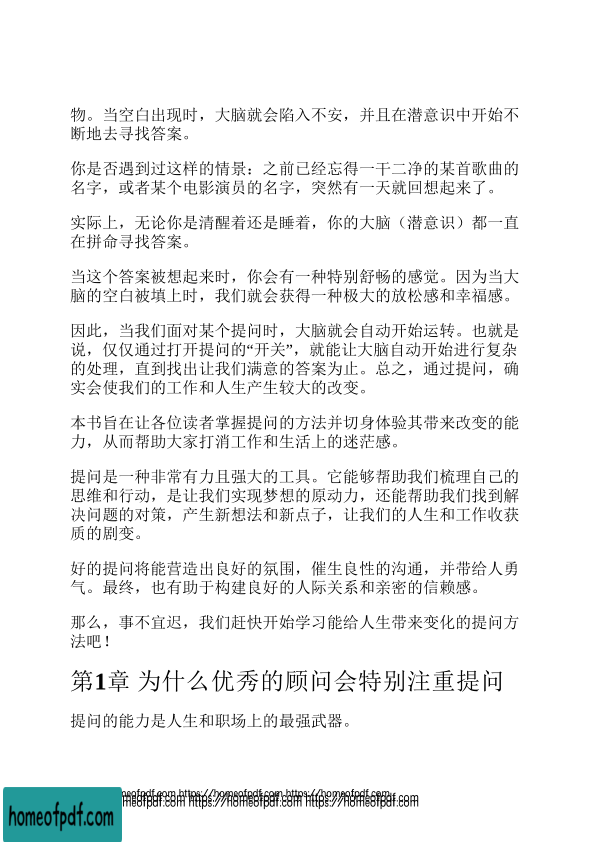 物。当空白出现时，大脑就会陷入不安，并且在潜意识中开始不
断地去寻找答案。
你是否遇到过这样的情景：之前已经忘得一干二净的某首歌曲的
名字，或者某个电影演员的名字，突然有一天就回想起来了。
实际上，无论你是清醒着还是睡着，你的大脑（潜意识）都一直
在拼命寻找答案。
当这个答案被想起来时，你会有一种特别舒畅的感觉。因为当大
脑的空白被填上时，我们就会获得一种极大的放松感和幸福感。
因此，当我们面对某个提问时，大脑就会自动开始运转。也就是
说，仅仅通过打开提问的“开关”，就能让大脑自动开始进行复杂
的处理，直到找出让我们满意的答案为止。总之，通过提问，确
实会使我们的工作和人生产生较大的改变。
本书旨在让各位读者掌握提问的方法并切身体验其带来改变的能
力，从而帮助大家打消工作和生活上的迷茫感。
提问是一种非常有力且强大的工具。它能够帮助我们梳理自己的
思维和行动，是让我们实现梦想的原动力，还能帮助我们找到解
决问题的对策，产生新想法和新点子，让我们的人生和工作收获
质的剧变。
好的提问将能营造出良好的氛围，催生良性的沟通，并带给人勇
气。最终，也有助于构建良好的人际关系和亲密的信赖感。
那么，事不宜迟，我们赶快开始学习能给人生带来变化的提问方
法吧！
第1章 为什么优秀的顾问会特别注重提问
提问的能力是人生和职场上的最强武器。
homeofpdf.com https://homeofpdf.com https://homeofpdf.com
homeofpdf.com https://homeofpdf.com https://homeofpdf.com
homeofpdf.com